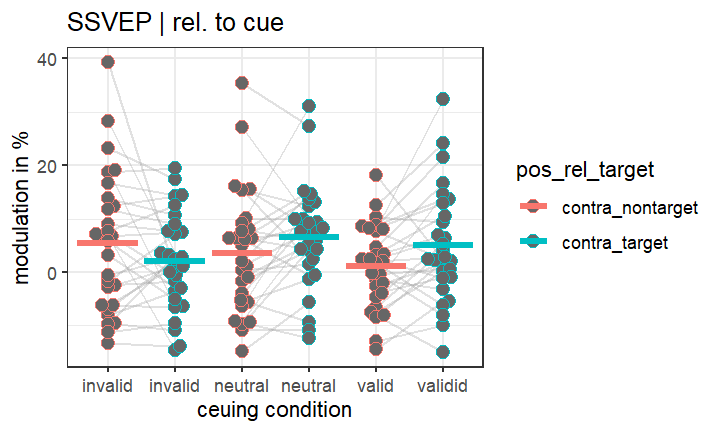 SSVEP | rel. to cue
modulation in %
40
20
0
invalid invalid neutral neutral valid validid
ceuing condition
pos_rel_target
contra_nontarget
contra_target